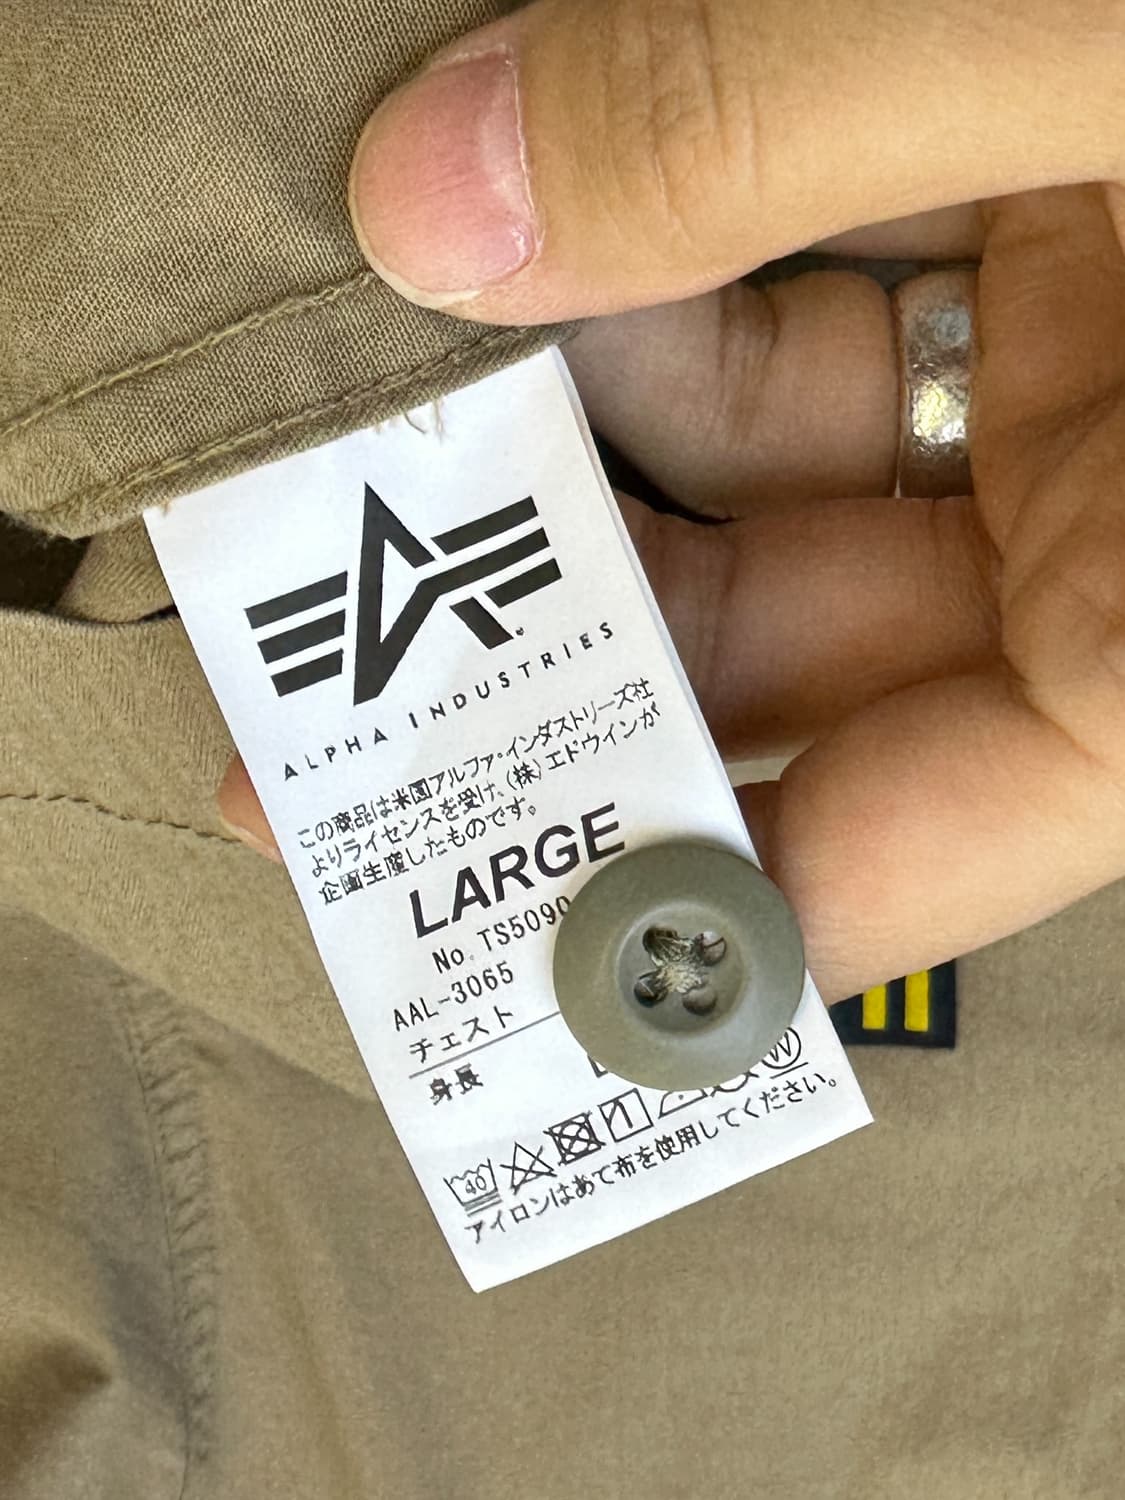 ALPHA INDUSTRIES
この商品は米国アルファ・インダストリーズ社
よりライセンスを受け、(株)エドウインが
企画生産したものです。
LARGE
No. TS5090
AAL-3065
チェスト
身長
アイロンはあて布を使用してください。